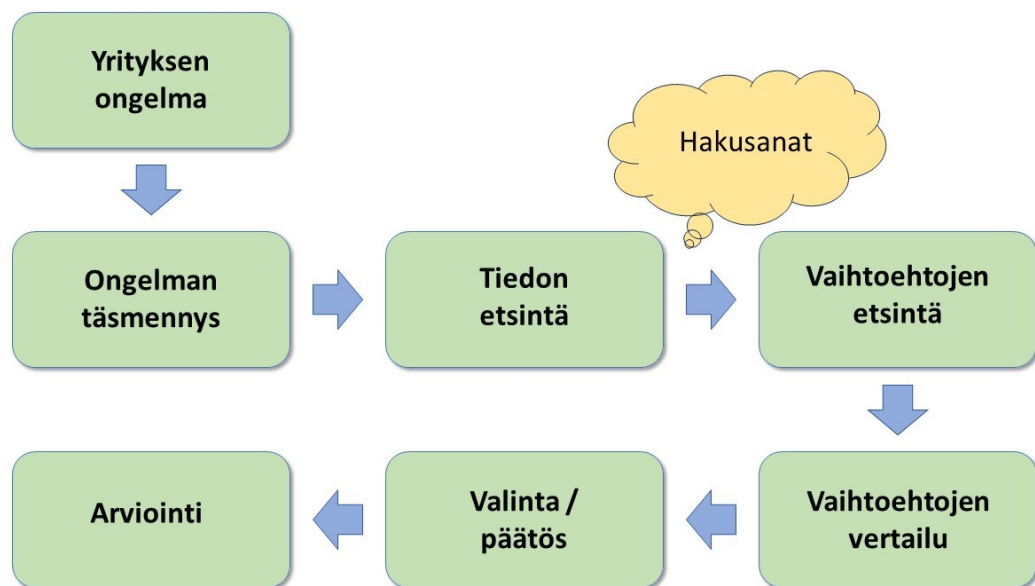 Yrityksen
ongelma
Hakusanat
Ongelman
täsmennys
Tiedon
etsintä
Vaihtoehtojen
etsintä
Vaihtoehtojen
vertailu
Valinta /
päätös
Arviointi